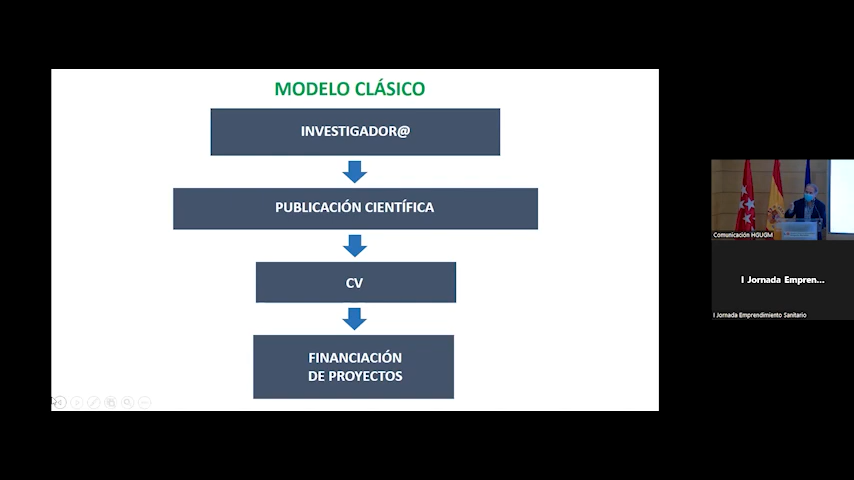 MODELO CLÁSICO
INVESTIGADOR@
PUBLICACIÓN CIENTÍFICA
CV
FINANCIACIÓN
DE PROYECTOS
Comunicación HGUGM
I Jornada Empren...
I Jornada Emprendimiento Sanitario